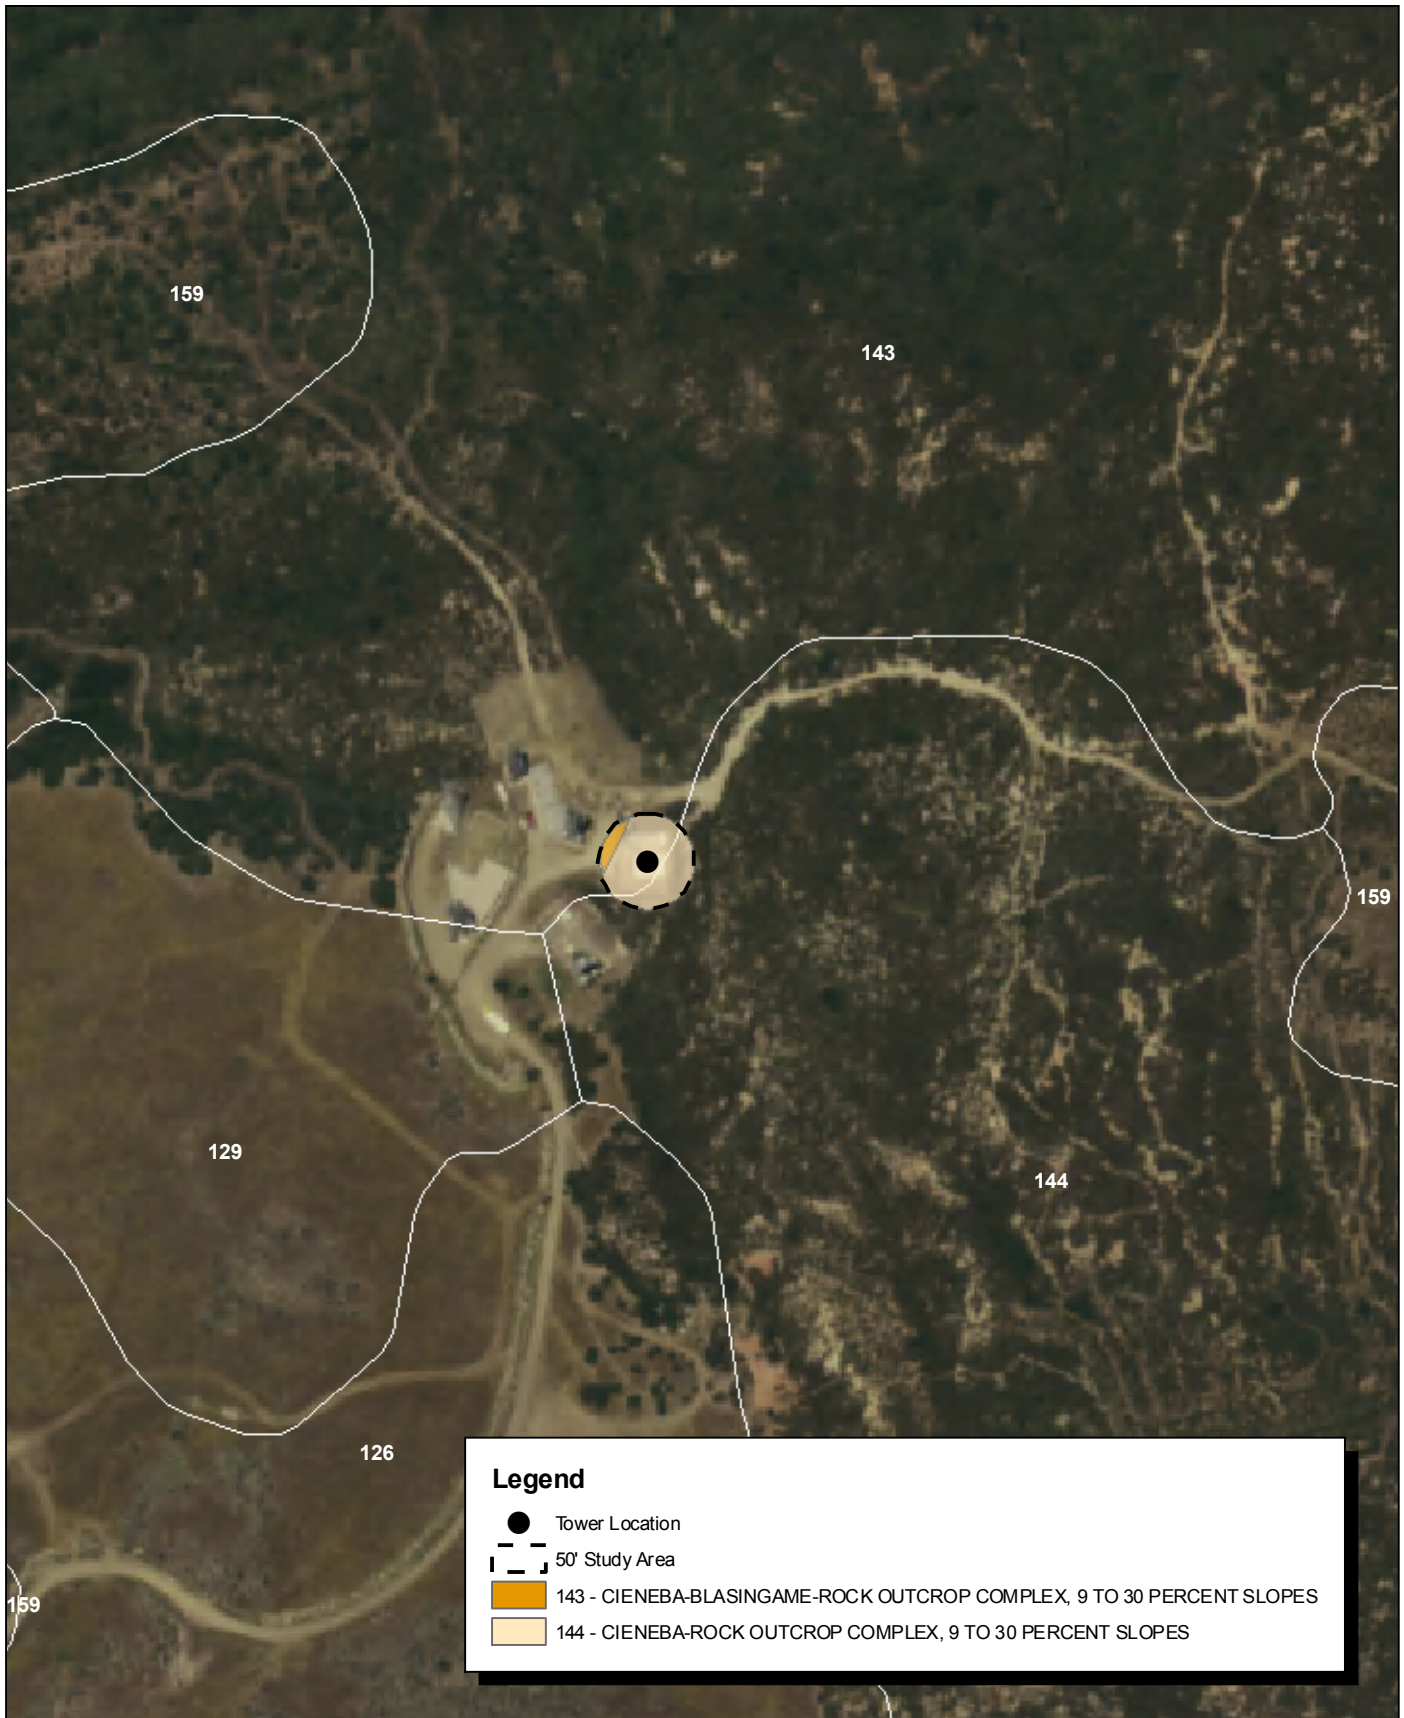 159
143
159
129
144
126
159
Legend
Tower Location
50' Study Area
143 - CIENEBA-BLASINGAME-ROCK OUTCROP COMPLEX, 9 TO 30 PERCENT SLOPES
144 - CIENEBA-ROCK OUTCROP COMPLEX, 9 TO 30 PERCENT SLOPES